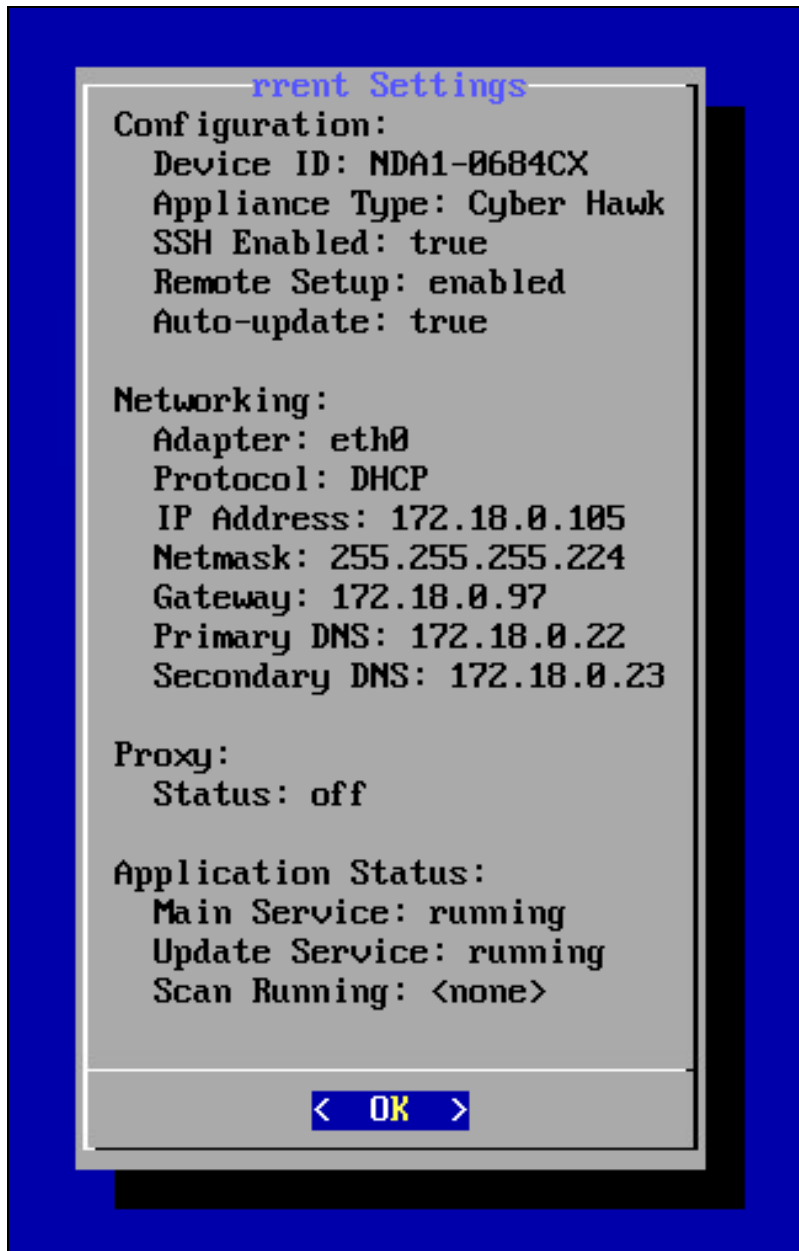 rrent Settings
Configuration:
Device ID: NDA1-0684CX
Appliance Type: Cyber Hawk
SSH Enabled: true
Remote Setup: enabled
Auto-update: true
Networking:
Adapter: eth0
Protocol: DHCP
IP Address: 172.18.0.105
Netmask: 255.255.255.224
Gateway: 172.18.0.97
Primary DNS: 172.18.0.22
Secondary DNS: 172.18.0.23
Proxy:
Status: off
Application Status:
Main Service: running
Update Service: running
Scan Running: <none>
< OK >